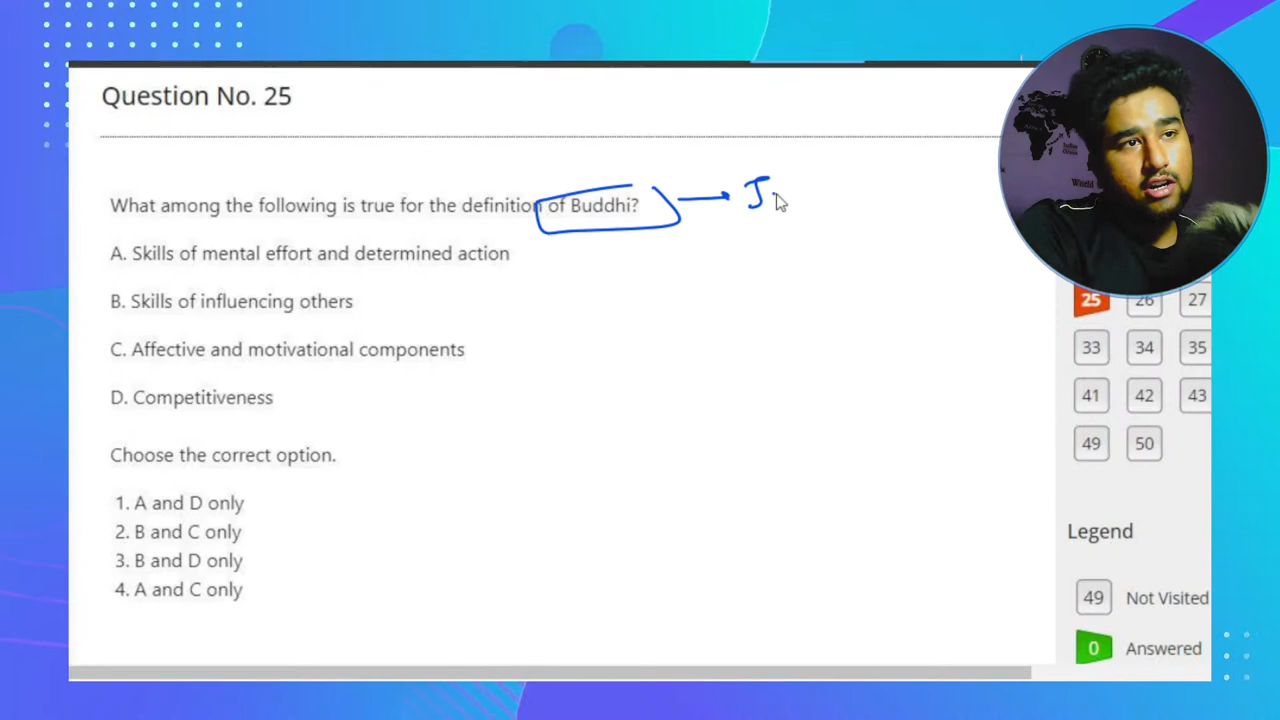 Question No. 25
What among the following is true for the definition of Buddhi? → J
A. Skills of mental effort and determined action
B. Skills of influencing others
C. Affective and motivational components
D. Competitiveness
Choose the correct option.
1. A and D only
2. B and C only
3. B and D only
4. A and C only
World
25 26 27
33 34 35
41 42 43
49 50
Legend
49 Not Visited
0 Answered